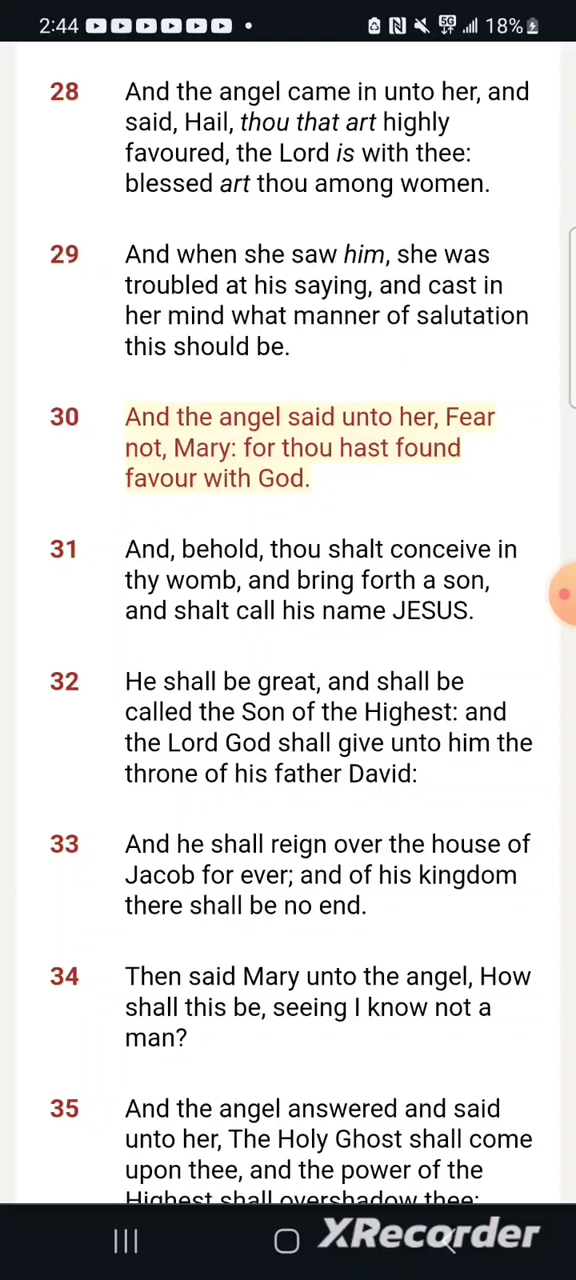 2:44 5G 18%
28 And the angel came in unto her, and
said, Hail, thou that art highly
favoured, the Lord is with thee:
blessed art thou among women.
29 And when she saw him, she was
troubled at his saying, and cast in
her mind what manner of salutation
this should be.
30 And the angel said unto her, Fear
not, Mary: for thou hast found
favour with God.
31 And, behold, thou shalt conceive in
thy womb, and bring forth a son,
and shalt call his name JESUS.
32 He shall be great, and shall be
called the Son of the Highest: and
the Lord God shall give unto him the
throne of his father David:
33 And he shall reign over the house of
Jacob for ever; and of his kingdom
there shall be no end.
34 Then said Mary unto the angel, How
shall this be, seeing I know not a
man?
35 And the angel answered and said
unto her, The Holy Ghost shall come
upon thee, and the power of the
Highest shall overshadow thee:
XRecorder